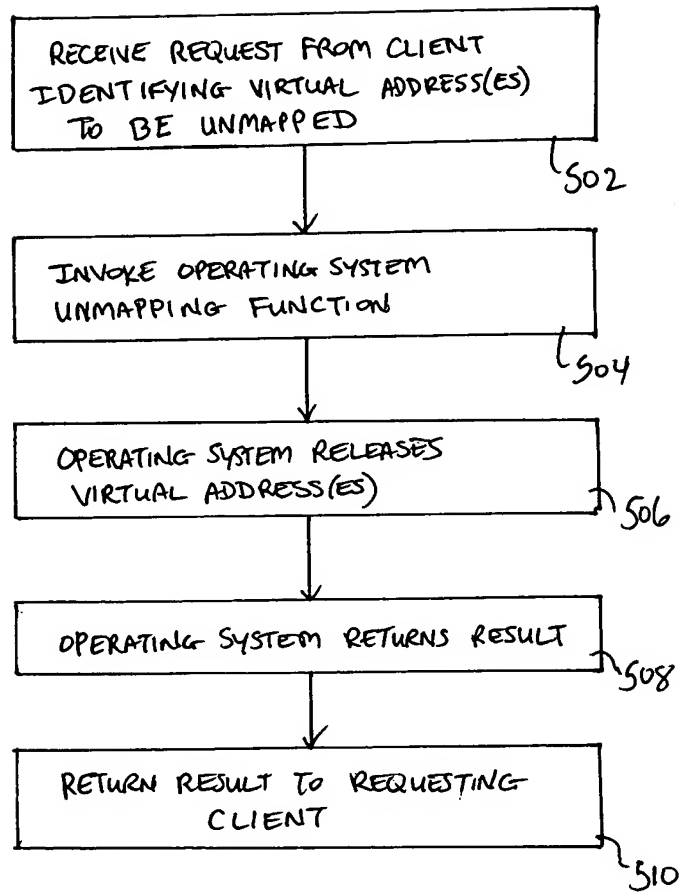 RECEIVE REQUEST FROM CLIENT
IDENTIFYING VIRTUAL ADDRESS(ES)
TO BE UNMAPPED
502
INVOKE OPERATING SYSTEM
UNMAPPING FUNCTION
504
OPERATING SYSTEM RELEASES
VIRTUAL ADDRESS(ES)
506
OPERATING SYSTEM RETURNS RESULT
508
RETURN RESULT TO REQUESTING
CLIENT
510